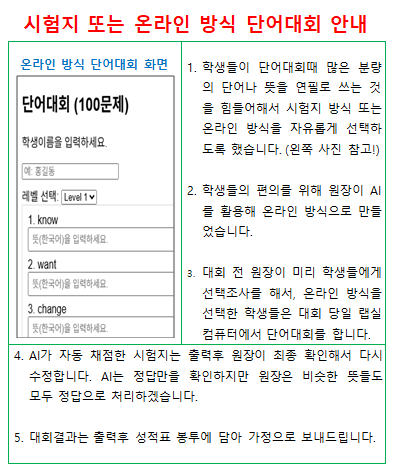 시험지 또는 온라인 방식 단어대회 안내
온라인 방식 단어대회 화면
단어대회 (100문제)
학생이름을 입력하세요.
예: 홍길동
레벨 선택: Level 1
1. know
뜻(한국어)을 입력하세요.
2. want
뜻(한국어)을 입력하세요.
3. change
뜻(한국어)을 입력하세요.
1. 학생들이 단어대회때 많은 분량
의 단어나 뜻을 연필로 쓰는 것
을 힘들어해서 시험지 방식 또는
온라인 방식을 자유롭게 선택하
도록 했습니다. (왼쪽 사진 참고!)
2. 학생들의 편의를 위해 원장이 AI
를 활용해 온라인 방식으로 만들
었습니다.
3. 대회 전 원장이 미리 학생들에게
선택조사를 해서, 온라인 방식을
선택한 학생들은 대회 당일 랩실
컴퓨터에서 단어대회를 합니다.
4. AI가 자동 채점한 시험지는 출력후 원장이 최종 확인해서 다시
수정합니다. AI는 정답만을 확인하지만 원장은 비슷한 뜻들도
모두 정답으로 처리하겠습니다.
5. 대회결과는 출력후 성적표 봉투에 담아 가정으로 보내드립니다.